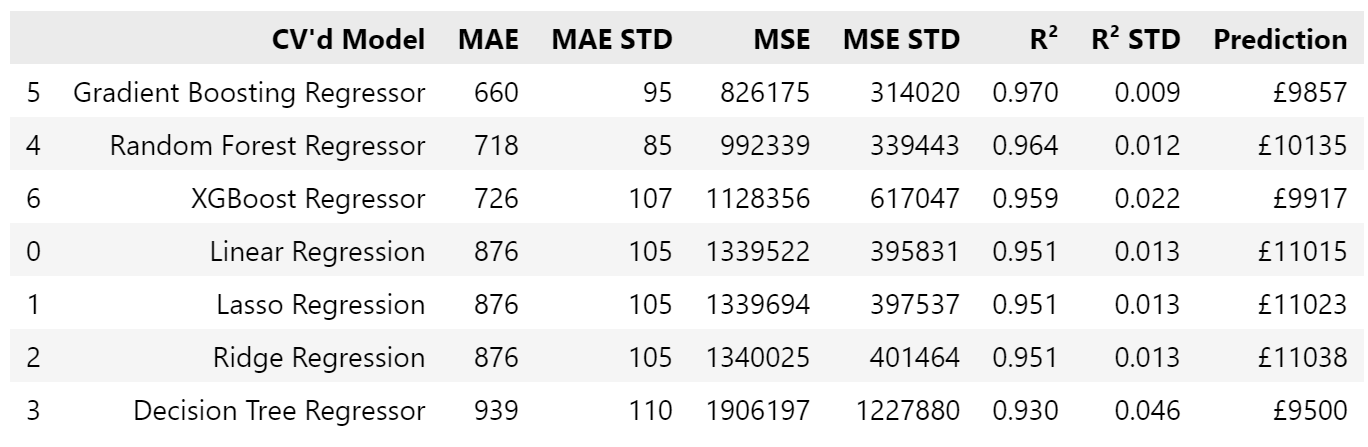 CV'd Model MAE MAE STD MSE MSE STD R² R² STD Prediction
5 Gradient Boosting Regressor 660 95 826175 314020 0.970 0.009 £9857
4 Random Forest Regressor 718 85 992339 339443 0.964 0.012 £10135
6 XGBoost Regressor 726 107 1128356 617047 0.959 0.022 £9917
0 Linear Regression 876 105 1339522 395831 0.951 0.013 £11015
1 Lasso Regression 876 105 1339694 397537 0.951 0.013 £11023
2 Ridge Regression 876 105 1340025 401464 0.951 0.013 £11038
3 Decision Tree Regressor 939 110 1906197 1227880 0.930 0.046 £9500